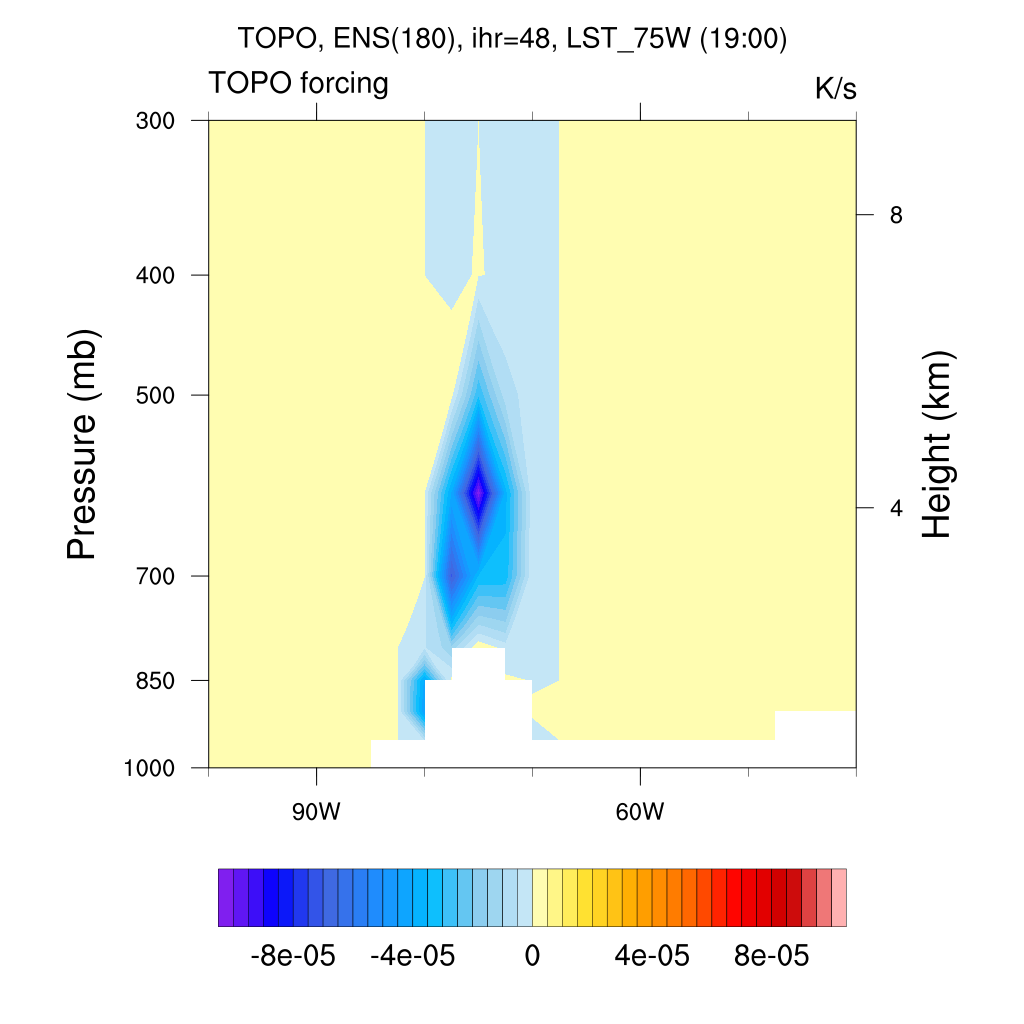 TOPO, ENS(180), ihr=48, LST_75W (19:00)
TOPO forcing
K/s
300
400
500
700
850
1000
Pressure (mb)
8
4
Height (km)
90W
60W
-8e-05
-4e-05
0
4e-05
8e-05